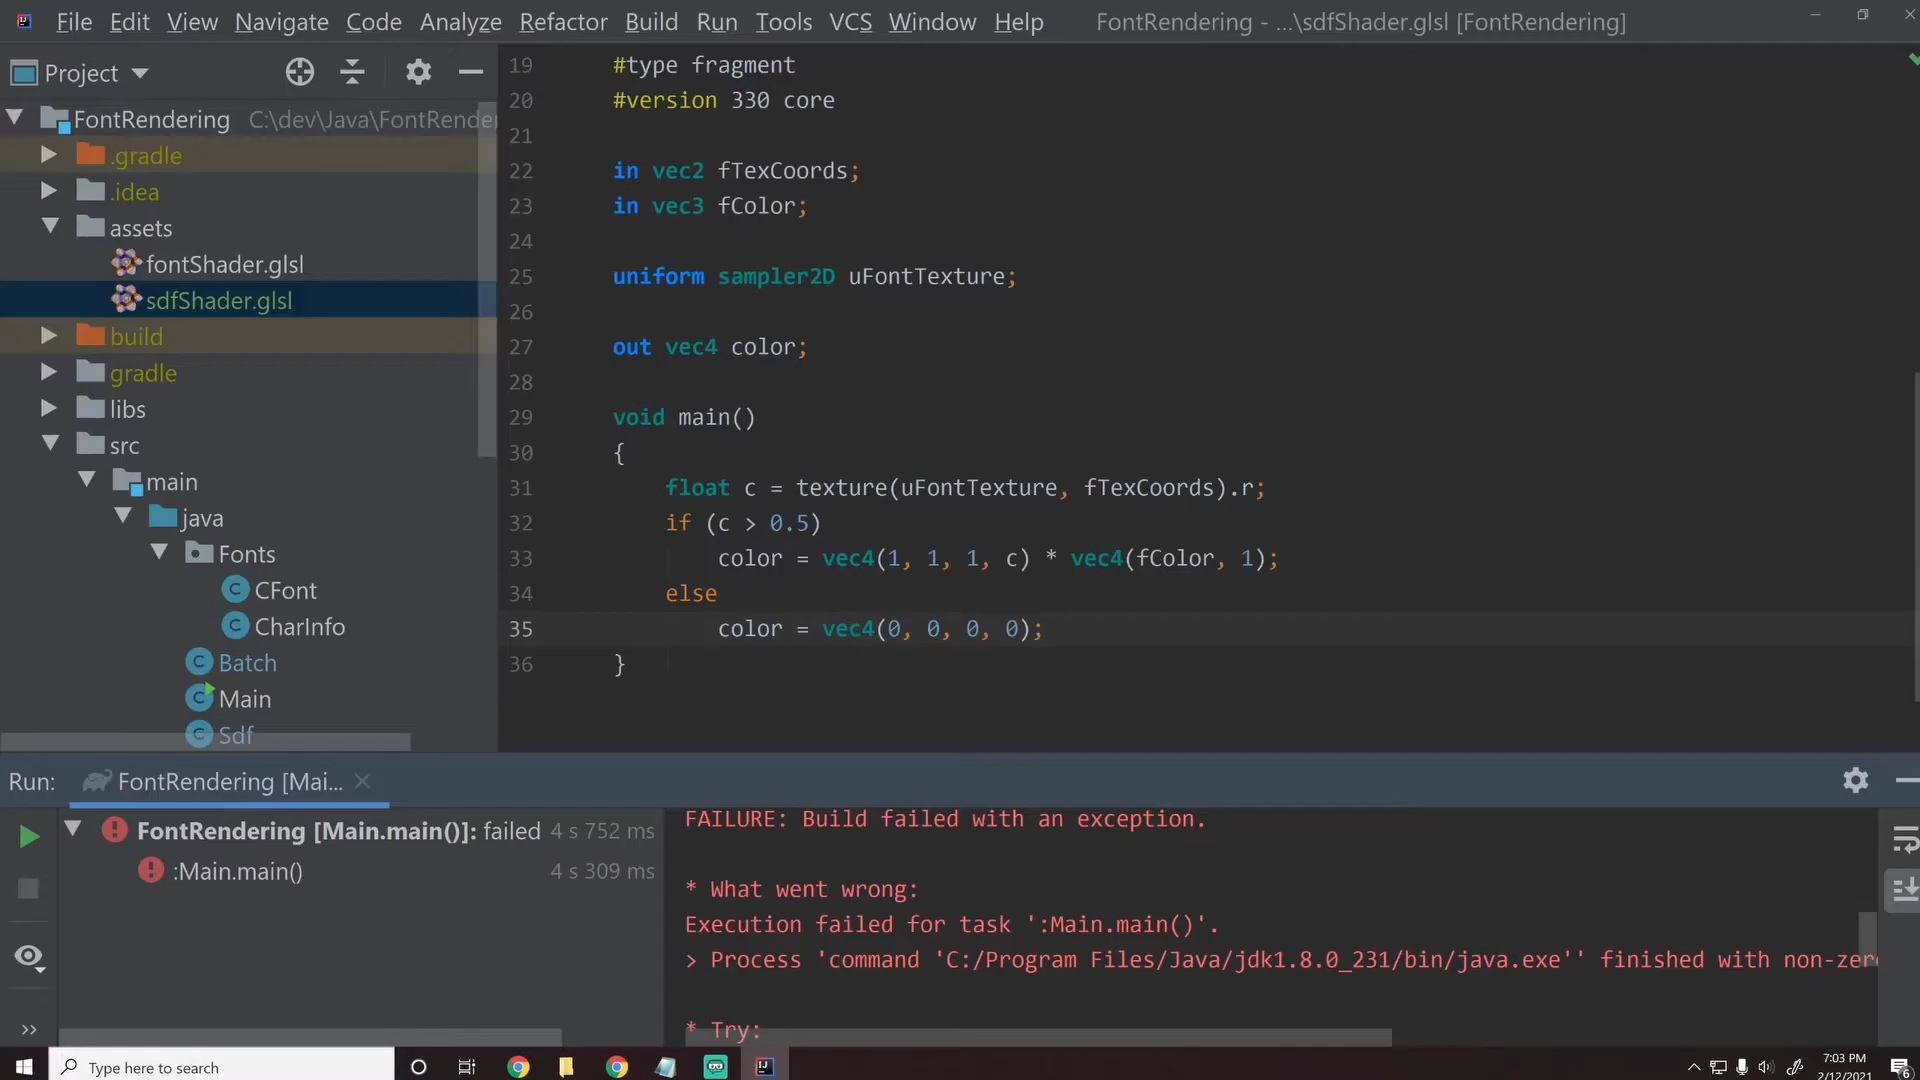 File Edit View Navigate Code Analyze Refactor Build Run Tools VCS Window Help FontRendering - ...\sdfShader.glsl [FontRendering]
Project
FontRendering C:\dev\Java\FontRende
.gradle
.idea
assets
fontShader.glsl
sdfShader.glsl
build
gradle
libs
src
main
java
Fonts
CFont
CharInfo
Batch
Main
Sdf
19 #type fragment
20 #version 330 core
21
22 in vec2 fTexCoords;
23 in vec3 fColor;
24
25 uniform sampler2D uFontTexture;
26
27 out vec4 color;
28
29 void main()
30 {
31 float c = texture(uFontTexture, fTexCoords).r;
32 if (c > 0.5)
33 color = vec4(1, 1, 1, c) * vec4(fColor, 1);
34 else
35 color = vec4(0, 0, 0, 0);
36 }
Run: FontRendering [Mai...
FontRendering [Main.main()]: failed 4 s 752 ms
:Main.main() 4 s 309 ms
FAILURE: Build failed with an exception.
* What went wrong:
Execution failed for task ':Main.main()'.
> Process 'command 'C:/Program Files/Java/jdk1.8.0_231/bin/java.exe'' finished with non-zer
* Try:
Type here to search
7:03 PM
2/12/2021
6